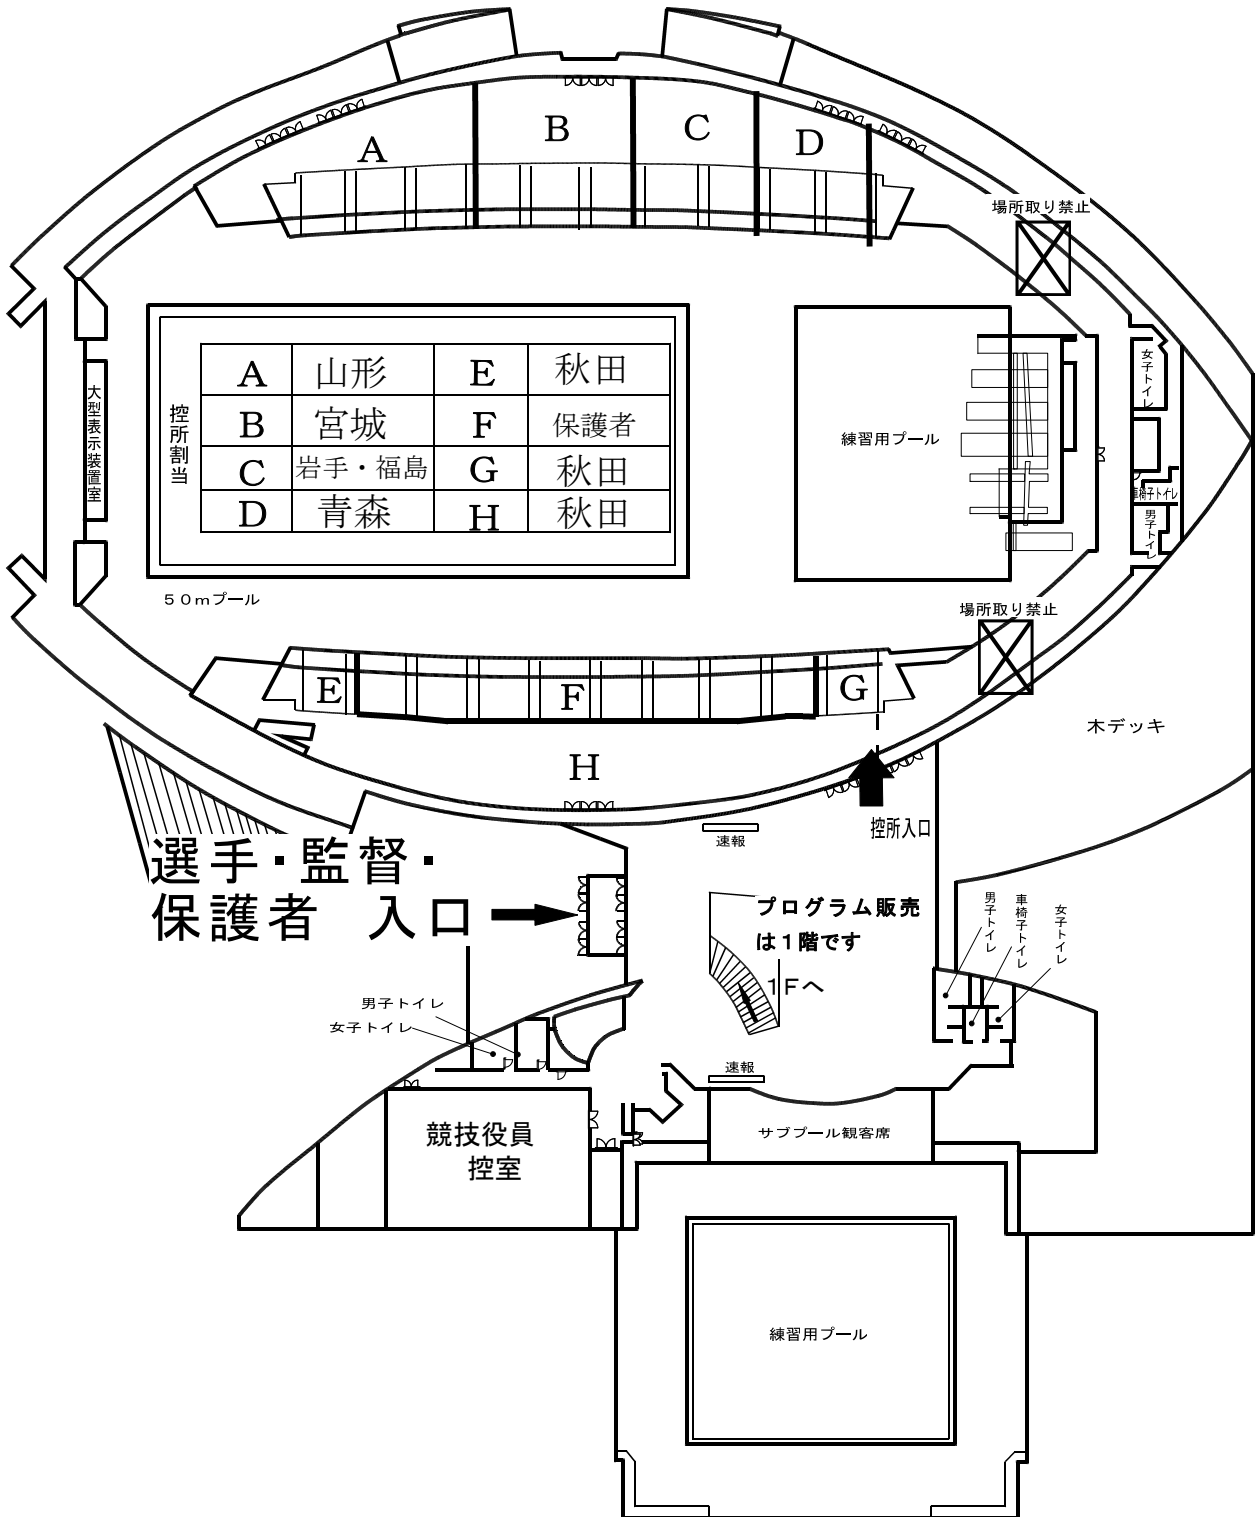 A
B
C
D
場所取り禁止
大型表示装置室
控所割当
A 山形 E 秋田
B 宮城 F 保護者
C 岩手・福島 G 秋田
D 青森 H 秋田
練習用プール
女子トイレ
車椅子トイレ
男子トイレ
50mプール
場所取り禁止
E
F
G
H
木デッキ
控所入口
速報
選手・監督・
保護者 入口
プログラム販売
は1階です
1Fへ
男子トイレ
車椅子トイレ
女子トイレ
男子トイレ
女子トイレ
速報
サブプール観客席
競技役員
控室
練習用プール